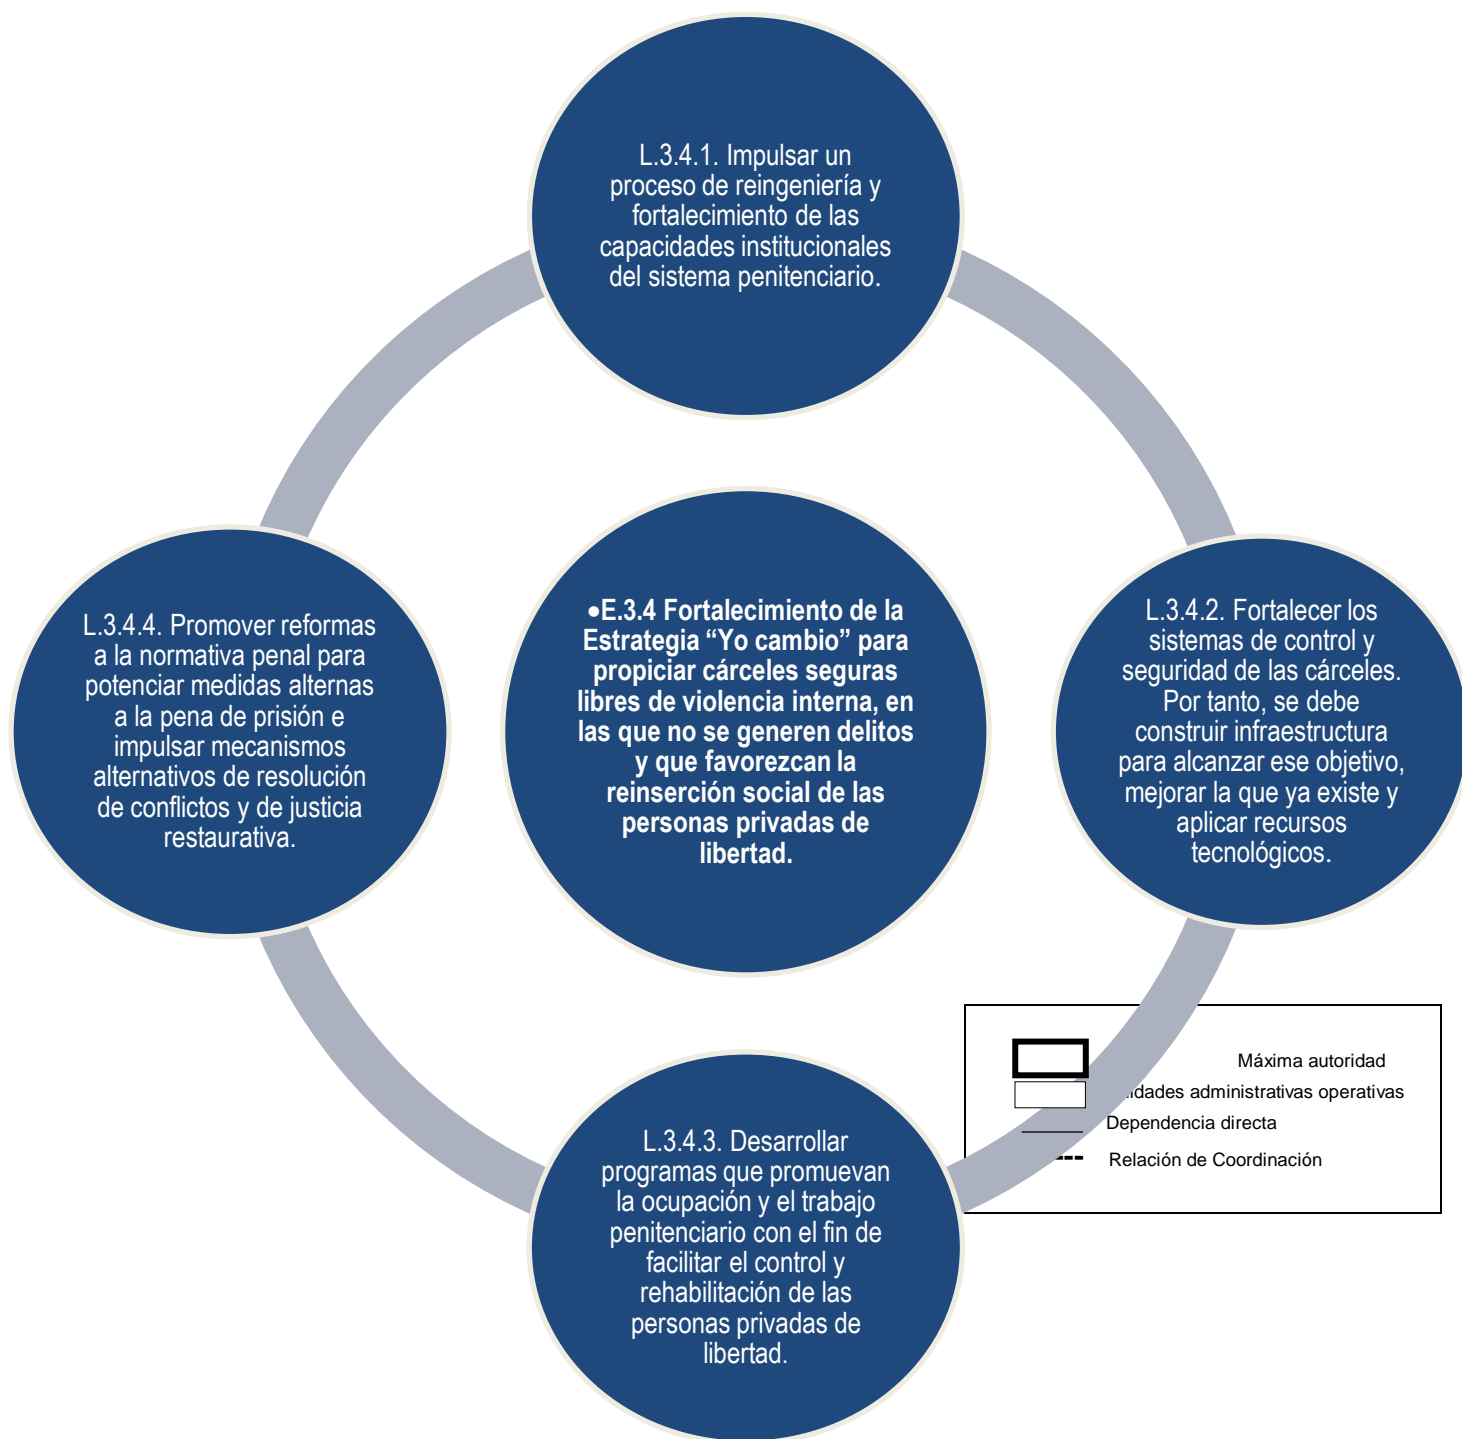 L.3.4.1. Impulsar un
proceso de reingeniería y
fortalecimiento de las
capacidades institucionales
del sistema penitenciario.
L.3.4.4. Promover reformas
a la normativa penal para
potenciar medidas alternas
a la pena de prisión e
impulsar mecanismos
alternativos de resolución
de conflictos y de justicia
restaurativa.
•E.3.4 Fortalecimiento de la
Estrategia “Yo cambio” para
propiciar cárceles seguras
libres de violencia interna, en
las que no se generen delitos
y que favorezcan la
reinserción social de las
personas privadas de
libertad.
L.3.4.2. Fortalecer los
sistemas de control y
seguridad de las cárceles.
Por tanto, se debe
construir infraestructura
para alcanzar ese objetivo,
mejorar la que ya existe y
aplicar recursos
tecnológicos.
L.3.4.3. Desarrollar
programas que promuevan
la ocupación y el trabajo
penitenciario con el fin de
facilitar el control y
rehabilitación de las
personas privadas de
libertad.
Máxima autoridad
administrativas operativas
Dependencia directa
Relación de Coordinación